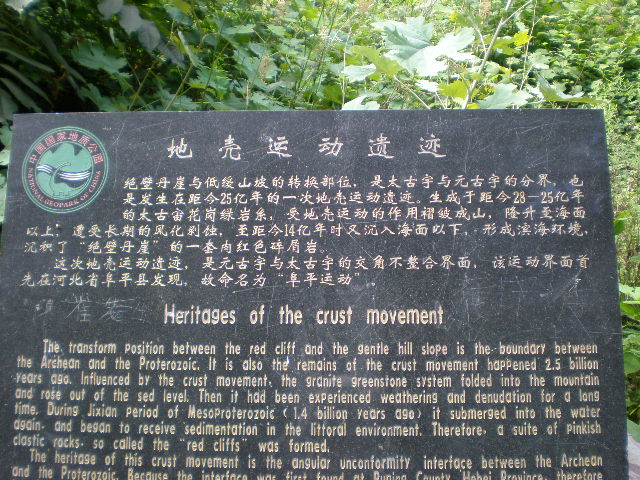 中国国家地质公园
NATIONAL GEOPARK OF CHINA
地壳运动遗迹
绝壁丹崖与低缓山坡的转换部位，是太古宇与元古宇的分界，也
是发生在距今25亿年的一次地壳运动遗迹。生成于距今28—25亿年
的太古宙花岗绿岩系，受地壳运动的作用褶皱成山，隆升至海面
以上；遭受长期的风化剥蚀，至距今14亿年时又沉入海面以下，形成滨海环境，
沉积了“绝壁丹崖”的一套肉红色碎屑岩。
这次地壳运动遗迹，是元古宇与太古宇的交角不整合界面，该运动界面首
先在河北省阜平县发现，故命名为“阜平运动”
Heritages of the crust movement
The transform position between the red cliff and the gentle hill slope is the boundary between
the Archean and the Proterozoic. It is also the remains of the crust movement happened 2.5 billion
years ago. Influenced by the crust movement, the granite greenstone system folded into the mountain
and rose out of the sed level. Then it had been experienced weathering and denudation for a long
time. During Jixian period of Mesoproterozoic (1.4 billion years ago) it submerged into the water
again, and began to receive sedimentation in the littoral environment. Therefore, a suite of pinkish
clastic rocks, so called the "red cliffs" was formed.
The heritage of this crust movement is the angular unconformity interface between the Archean
and the Proterozoic. Because the interface was first found at Fuping County, Hebei Province, therefore